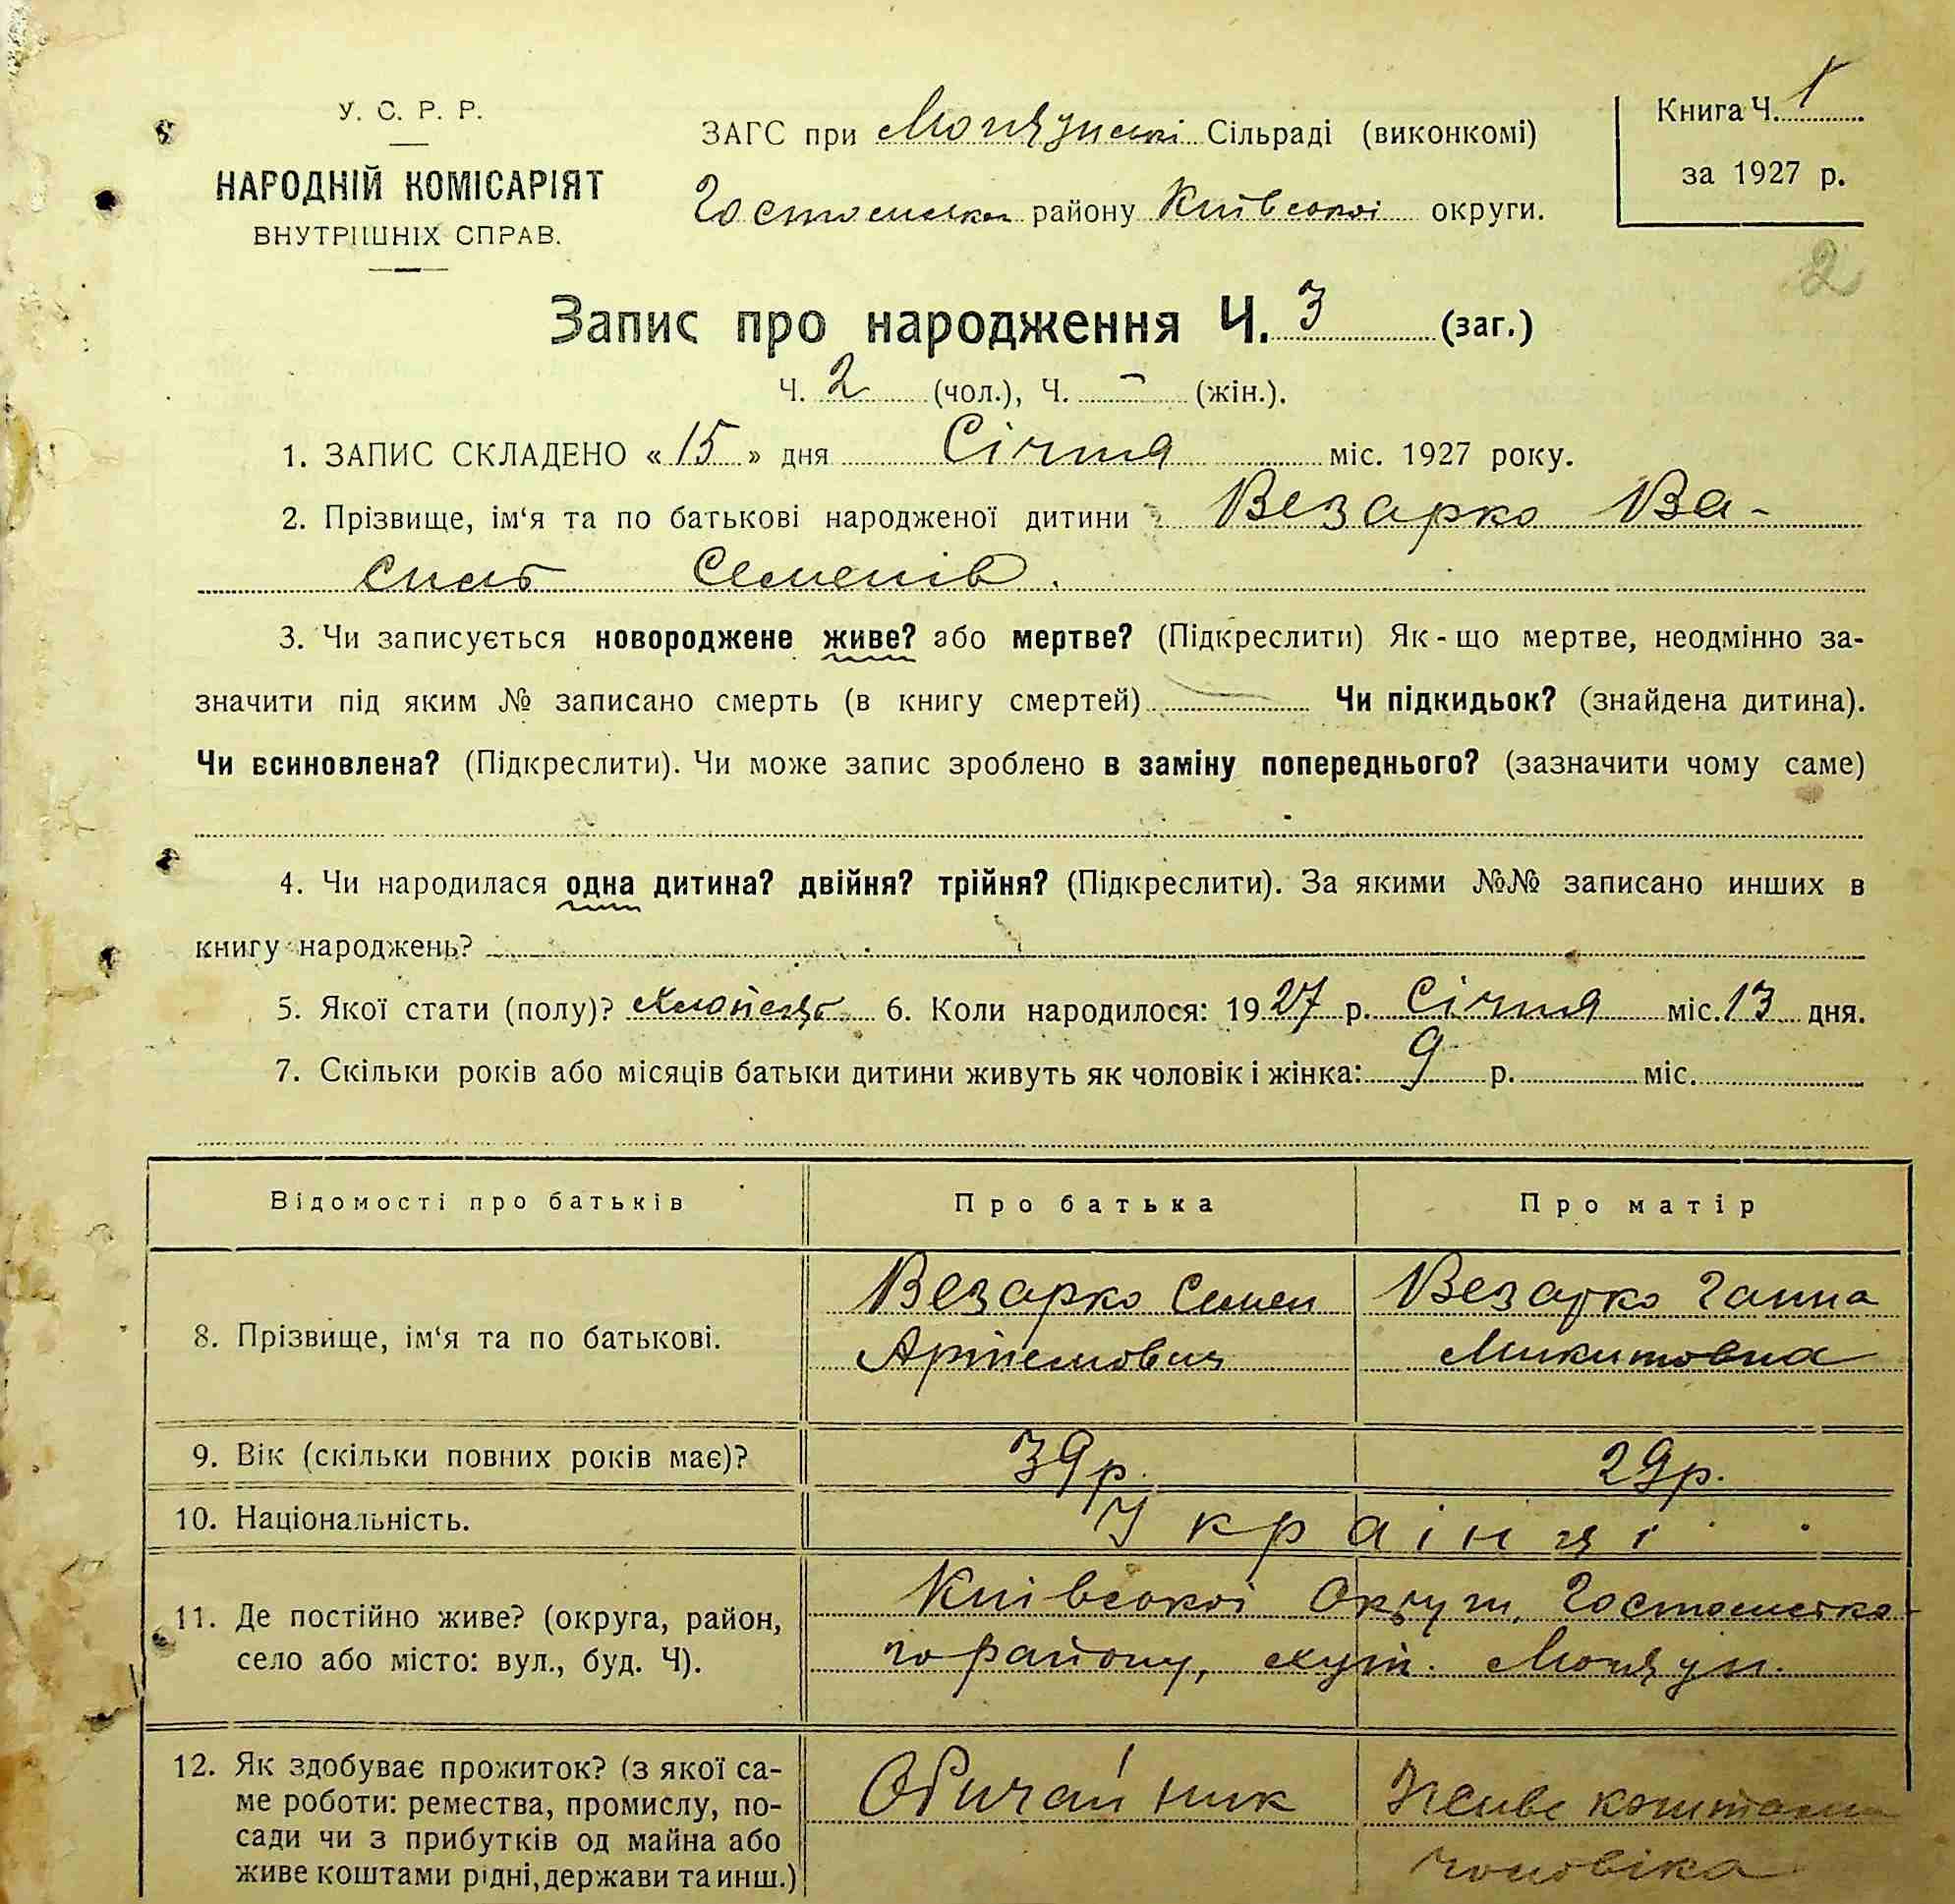 У. С. Р. Р.
НАРОДНІЙ КОМІСАРІЯТ
ВНУТРІШНІХ СПРАВ.
ЗАГС при Мощунській Сільраді (виконкомі)
Гостомськ. району Київської округи.
Книга Ч. 1
за 1927 р.
2
Запис про народження Ч. 3 (заг.)
Ч. 2 (чол.), Ч. – (жін.).
1. ЗАПИС СКЛАДЕНО « 15 » дня Січня міс. 1927 року.
2. Прізвище, ім‘я та по батькові народженої дитини Везарко Ва-
силь Семенів.
3. Чи записується новороджене живе? або мертве? (Підкреслити) Як-що мертве, неодмінно за-
значити під яким № записано смерть (в книгу смертей) Чи підкидьок? (знайдена дитина).
Чи всиновлена? (Підкреслити). Чи може запис зроблено в заміну попереднього? (зазначити чому саме)
4. Чи народилася одна дитина? двійня? трійня? (Підкреслити). За якими №№ записано инших в
книгу народжень?
5. Якої стати (полу)? Хлопець 6. Коли народилося: 1927 р. Січня міс. 13 дня.
7. Скільки років або місяців батьки дитини живуть як чоловік і жінка: 9 р. міс.
Відомості про батьків Про батька Про матір
8. Прізвище, ім‘я та по батькові.
Везарко Семен
Артемович
Везарко Ганна
Микитовна
9. Вік (скільки повних років має)? 39 р. 29 р.
10. Національність. Українці
11. Де постійно живе? (округа, район,
село або місто: вул., буд. Ч).
Київської Округи, Гостомсько-
го району, хут. Мощун.
12. Як здобуває прожиток? (з якої са-
ме роботи: ремества, промислу, по-
сади чи з прибутків од майна або
живе коштами рідні, держави та инш.)
Обичайник
Живе коштами
чоловіка